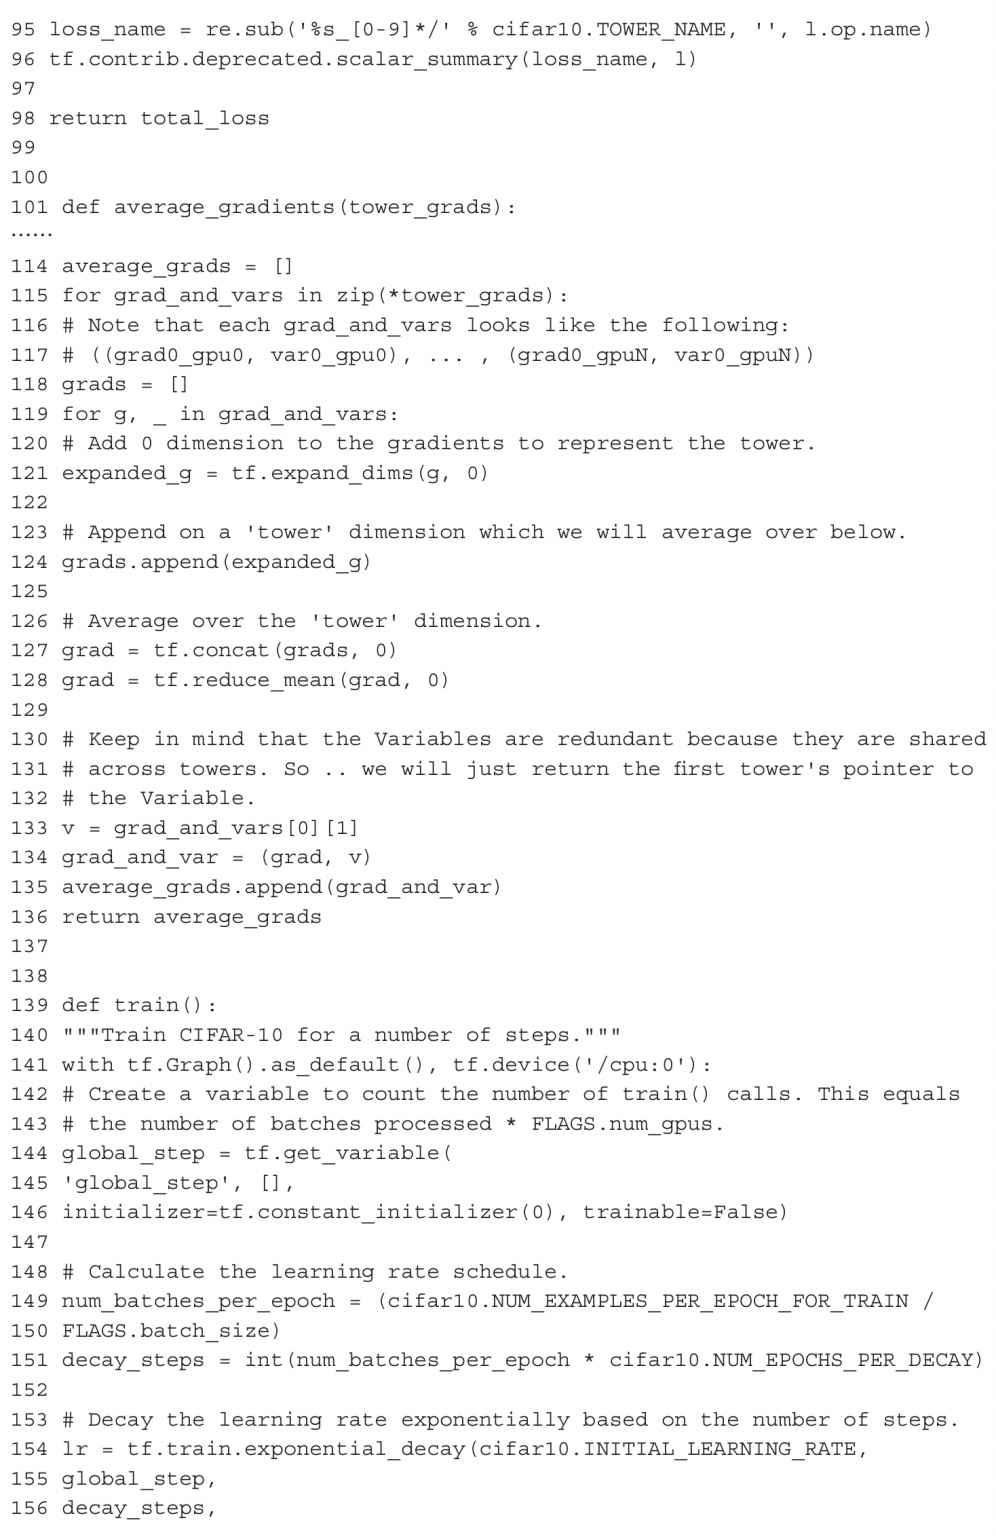 95 loss_name = re.sub('%s_[0-9]*/' % cifar10.TOWER_NAME, '', l.op.name)
96 tf.contrib.deprecated.scalar_summary(loss_name, l)
97
98 return total_loss
99
100
101 def average_gradients(tower_grads):
······
114 average_grads = []
115 for grad_and_vars in zip(*tower_grads):
116 # Note that each grad_and_vars looks like the following:
117 # ((grad0_gpu0, var0_gpu0), ... , (grad0_gpuN, var0_gpuN))
118 grads = []
119 for g, _ in grad_and_vars:
120 # Add 0 dimension to the gradients to represent the tower.
121 expanded_g = tf.expand_dims(g, 0)
122
123 # Append on a 'tower' dimension which we will average over below.
124 grads.append(expanded_g)
125
126 # Average over the 'tower' dimension.
127 grad = tf.concat(grads, 0)
128 grad = tf.reduce_mean(grad, 0)
129
130 # Keep in mind that the Variables are redundant because they are shared
131 # across towers. So .. we will just return the first tower's pointer to
132 # the Variable.
133 v = grad_and_vars[0][1]
134 grad_and_var = (grad, v)
135 average_grads.append(grad_and_var)
136 return average_grads
137
138
139 def train():
140 """Train CIFAR-10 for a number of steps."""
141 with tf.Graph().as_default(), tf.device('/cpu:0'):
142 # Create a variable to count the number of train() calls. This equals
143 # the number of batches processed * FLAGS.num_gpus.
144 global_step = tf.get_variable(
145 'global_step', [],
146 initializer=tf.constant_initializer(0), trainable=False)
147
148 # Calculate the learning rate schedule.
149 num_batches_per_epoch = (cifar10.NUM_EXAMPLES_PER_EPOCH_FOR_TRAIN /
150 FLAGS.batch_size)
151 decay_steps = int(num_batches_per_epoch * cifar10.NUM_EPOCHS_PER_DECAY)
152
153 # Decay the learning rate exponentially based on the number of steps.
154 lr = tf.train.exponential_decay(cifar10.INITIAL_LEARNING_RATE,
155 global_step,
156 decay_steps,